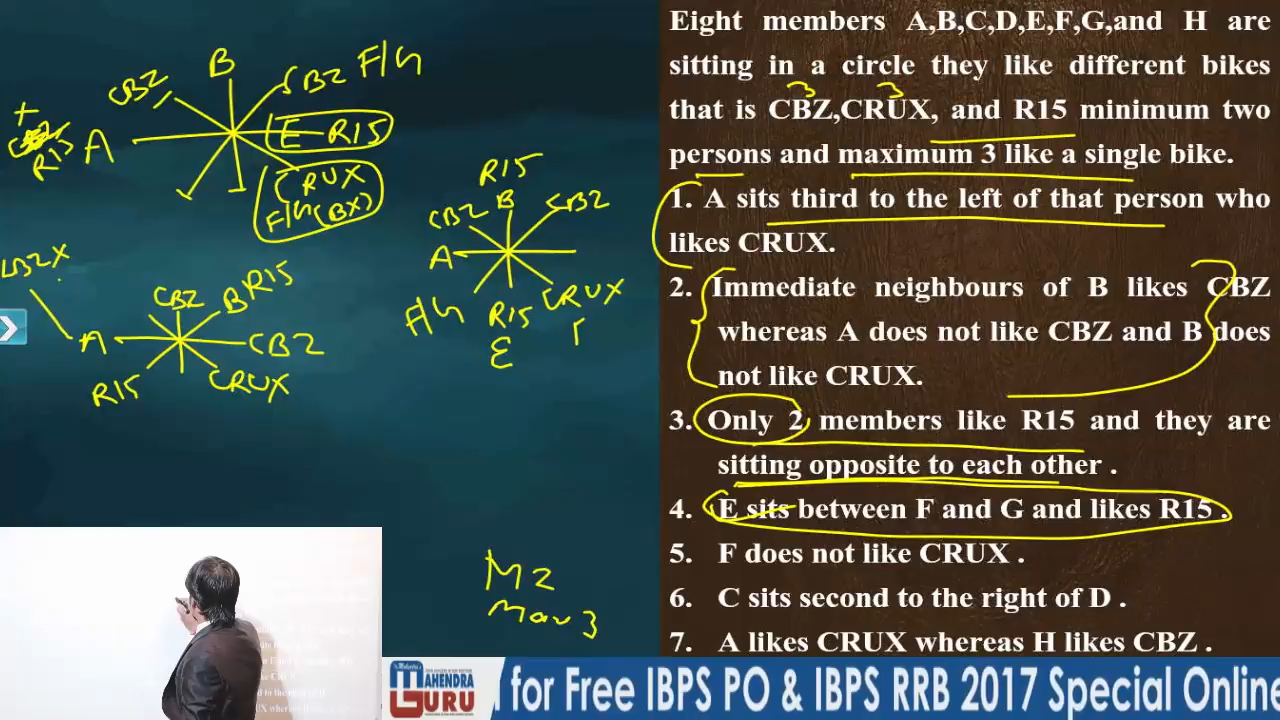 Eight members A,B,C,D,E,F,G,and H are
sitting in a circle they like different bikes
3 3
that is CBZ,CRUX, and R15 minimum two
persons and maximum 3 like a single bike.
1. A sits third to the left of that person who
likes CRUX.
2. Immediate neighbours of B likes CBZ
whereas A does not like CBZ and B does
not like CRUX.
3. Only 2 members like R15 and they are
sitting opposite to each other .
4. E sits between F and G and likes R15 .
5. F does not like CRUX .
6. C sits second to the right of D .
7. A likes CRUX whereas H likes CBZ .
B
CBZ
CBZ F/G
A
R15
E R15
CRUX
F/G
R15
B
CBZ
CBZ
A
F/G
R15
CRUX
E
CBZ X
CBZ
B R15
A
CBZ
R15
CRUX
M 2
Max 3
MAHENDRA
GURU
for Free IBPS PO & IBPS RRB 2017 Special Online